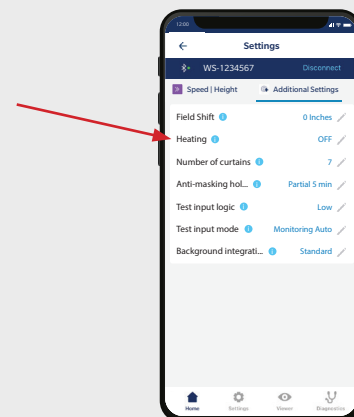 12:00
Settings
WS-1234567 Disconnect
Speed | Height Additional Settings
Field Shift 0 Inches
Heating OFF
Number of curtains 7
Anti-masking hol... Partial 5 min
Test input logic Low
Test input mode Monitoring Auto
Background integrati... Standard
Home Settings Viewer Diagnostics